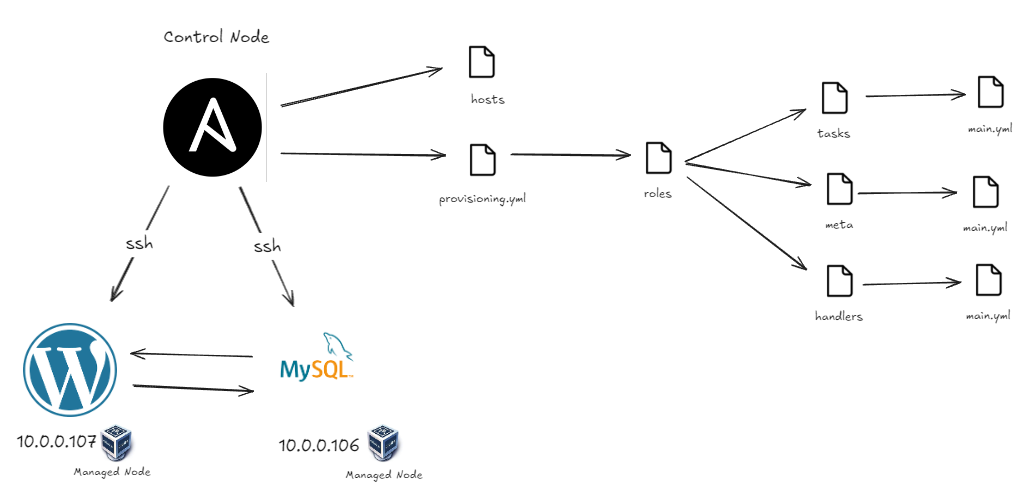 Control Node
hosts
tasks
main.yml
provisioning.yml
roles
meta
main.yml
ssh
ssh
handlers
main.yml
W
MySQL
10.0.0.107
10.0.0.106
Managed Node
Managed Node